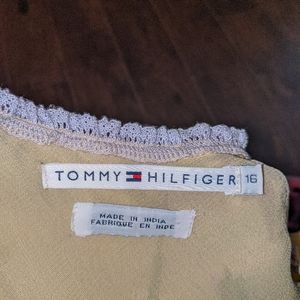 TOMMY HILFIGER 16
MADE IN INDIA
FABRIQUE EN INDE